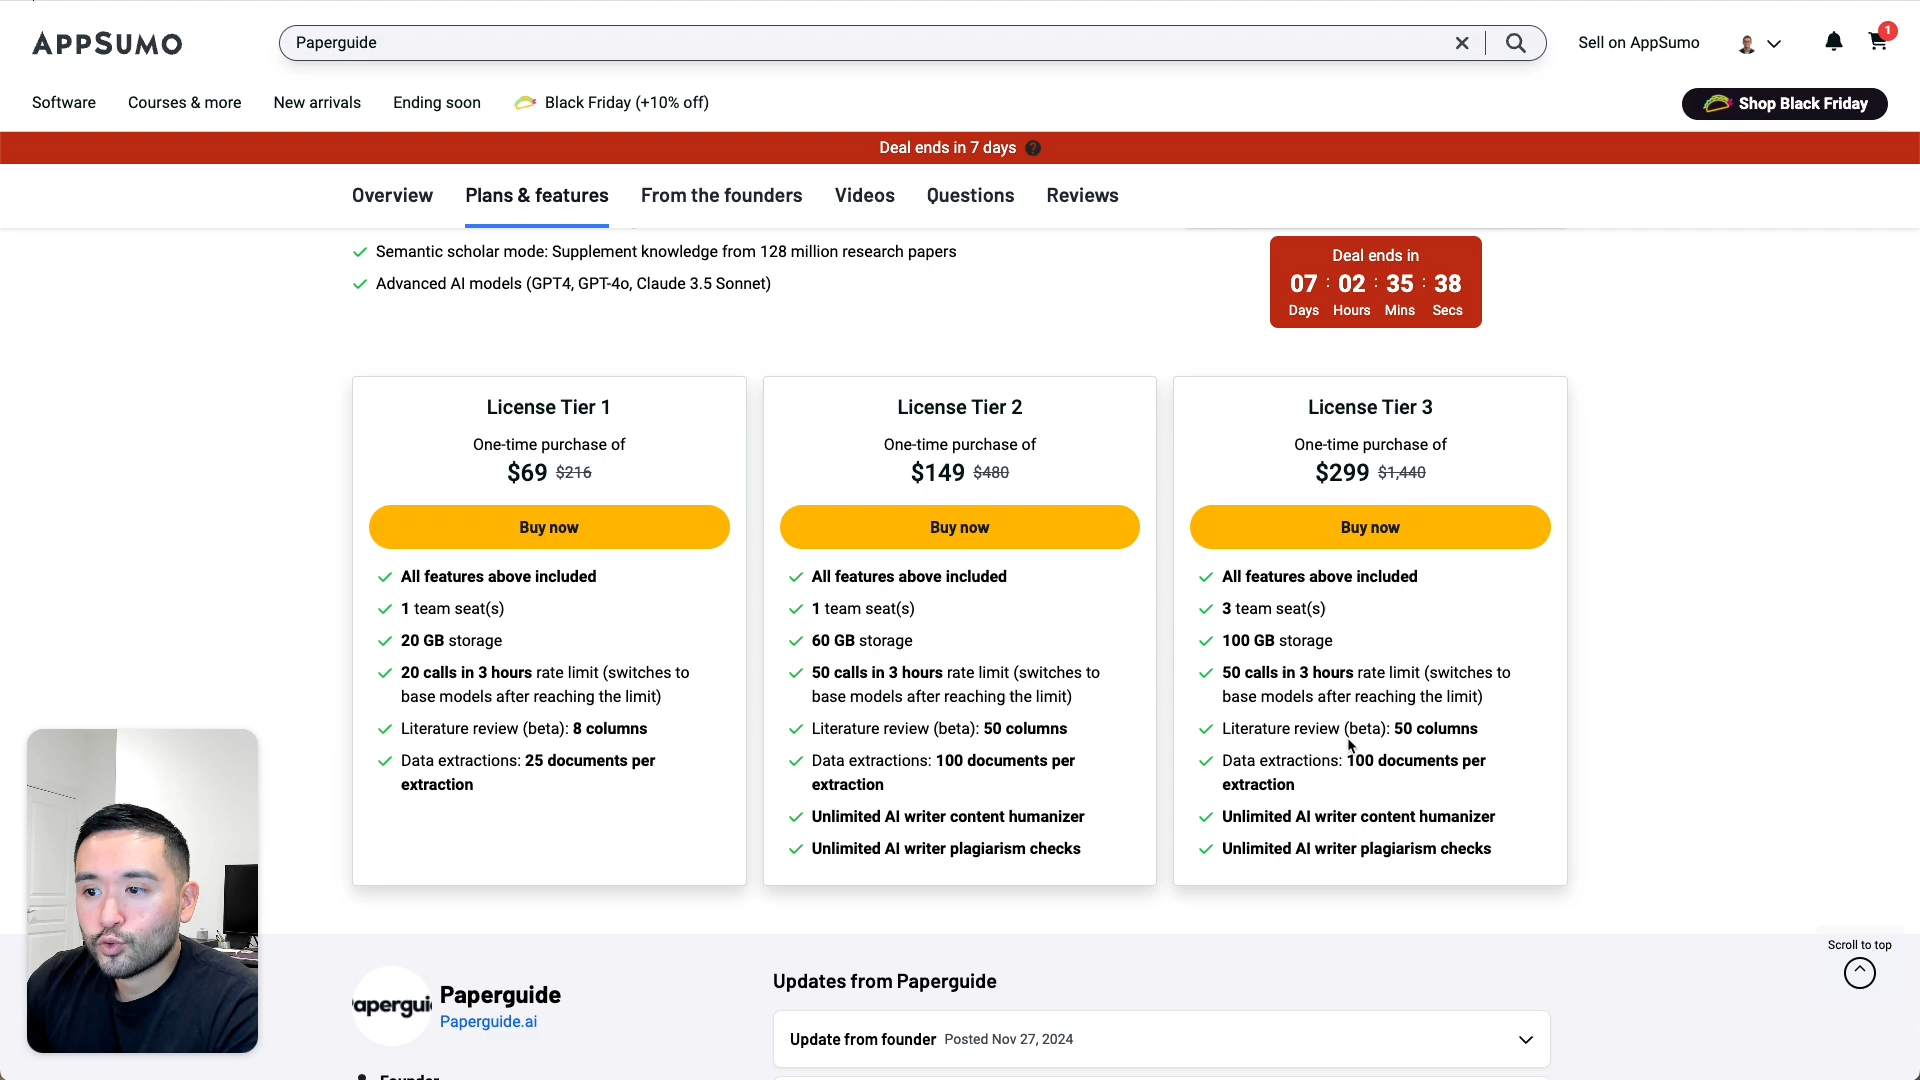 APPSUMO
Paperguide
Sell on AppSumo
1
Software
Courses & more
New arrivals
Ending soon
Black Friday (+10% off)
Shop Black Friday
Deal ends in 7 days ?
Overview
Plans & features
From the founders
Videos
Questions
Reviews
Semantic scholar mode: Supplement knowledge from 128 million research papers
Advanced AI models (GPT4, GPT-4o, Claude 3.5 Sonnet)
Deal ends in
07 : 02 : 35 : 38
Days Hours Mins Secs
License Tier 1
One-time purchase of
$69 $216
Buy now
All features above included
1 team seat(s)
20 GB storage
20 calls in 3 hours rate limit (switches to
base models after reaching the limit)
Literature review (beta): 8 columns
Data extractions: 25 documents per
extraction
License Tier 2
One-time purchase of
$149 $480
Buy now
All features above included
1 team seat(s)
60 GB storage
50 calls in 3 hours rate limit (switches to
base models after reaching the limit)
Literature review (beta): 50 columns
Data extractions: 100 documents per
extraction
Unlimited AI writer content humanizer
Unlimited AI writer plagiarism checks
License Tier 3
One-time purchase of
$299 $1,440
Buy now
All features above included
3 team seat(s)
100 GB storage
50 calls in 3 hours rate limit (switches to
base models after reaching the limit)
Literature review (beta): 50 columns
Data extractions: 100 documents per
extraction
Unlimited AI writer content humanizer
Unlimited AI writer plagiarism checks
Scroll to top
apergui
Paperguide
Paperguide.ai
Founder
Updates from Paperguide
Update from founder Posted Nov 27, 2024